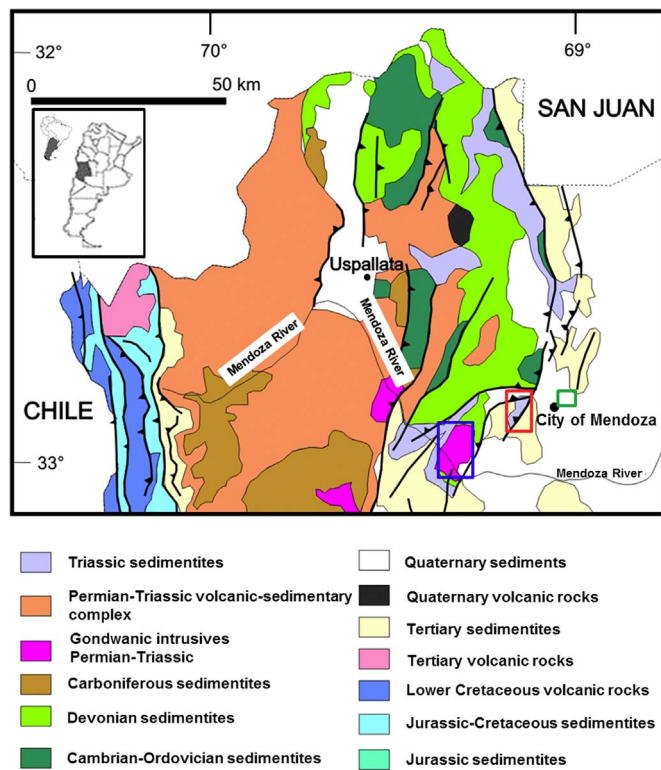 70°
69°
32°
0
50 km
SAN JUAN
Uspallata
Mendoza River
Mendoza River
CHILE
City of Mendoza
33°
Mendoza River
Triassic sedimentites
Permian-Triassic volcanic-sedimentary
complex
Gondwanic intrusives
Permian-Triassic
Carboniferous sedimentites
Devonian sedimentites
Cambrian-Ordovician sedimentites
Quaternary sediments
Quaternary volcanic rocks
Tertiary sedimentites
Tertiary volcanic rocks
Lower Cretaceous volcanic rocks
Jurassic-Cretaceous sedimentites
Jurassic sedimentites